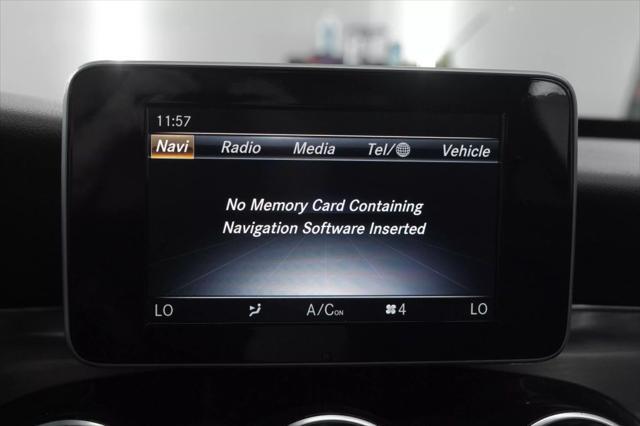 11:57
Navi Radio Media Tel/ Vehicle
No Memory Card Containing
Navigation Software Inserted
LO A/C ON 4 LO